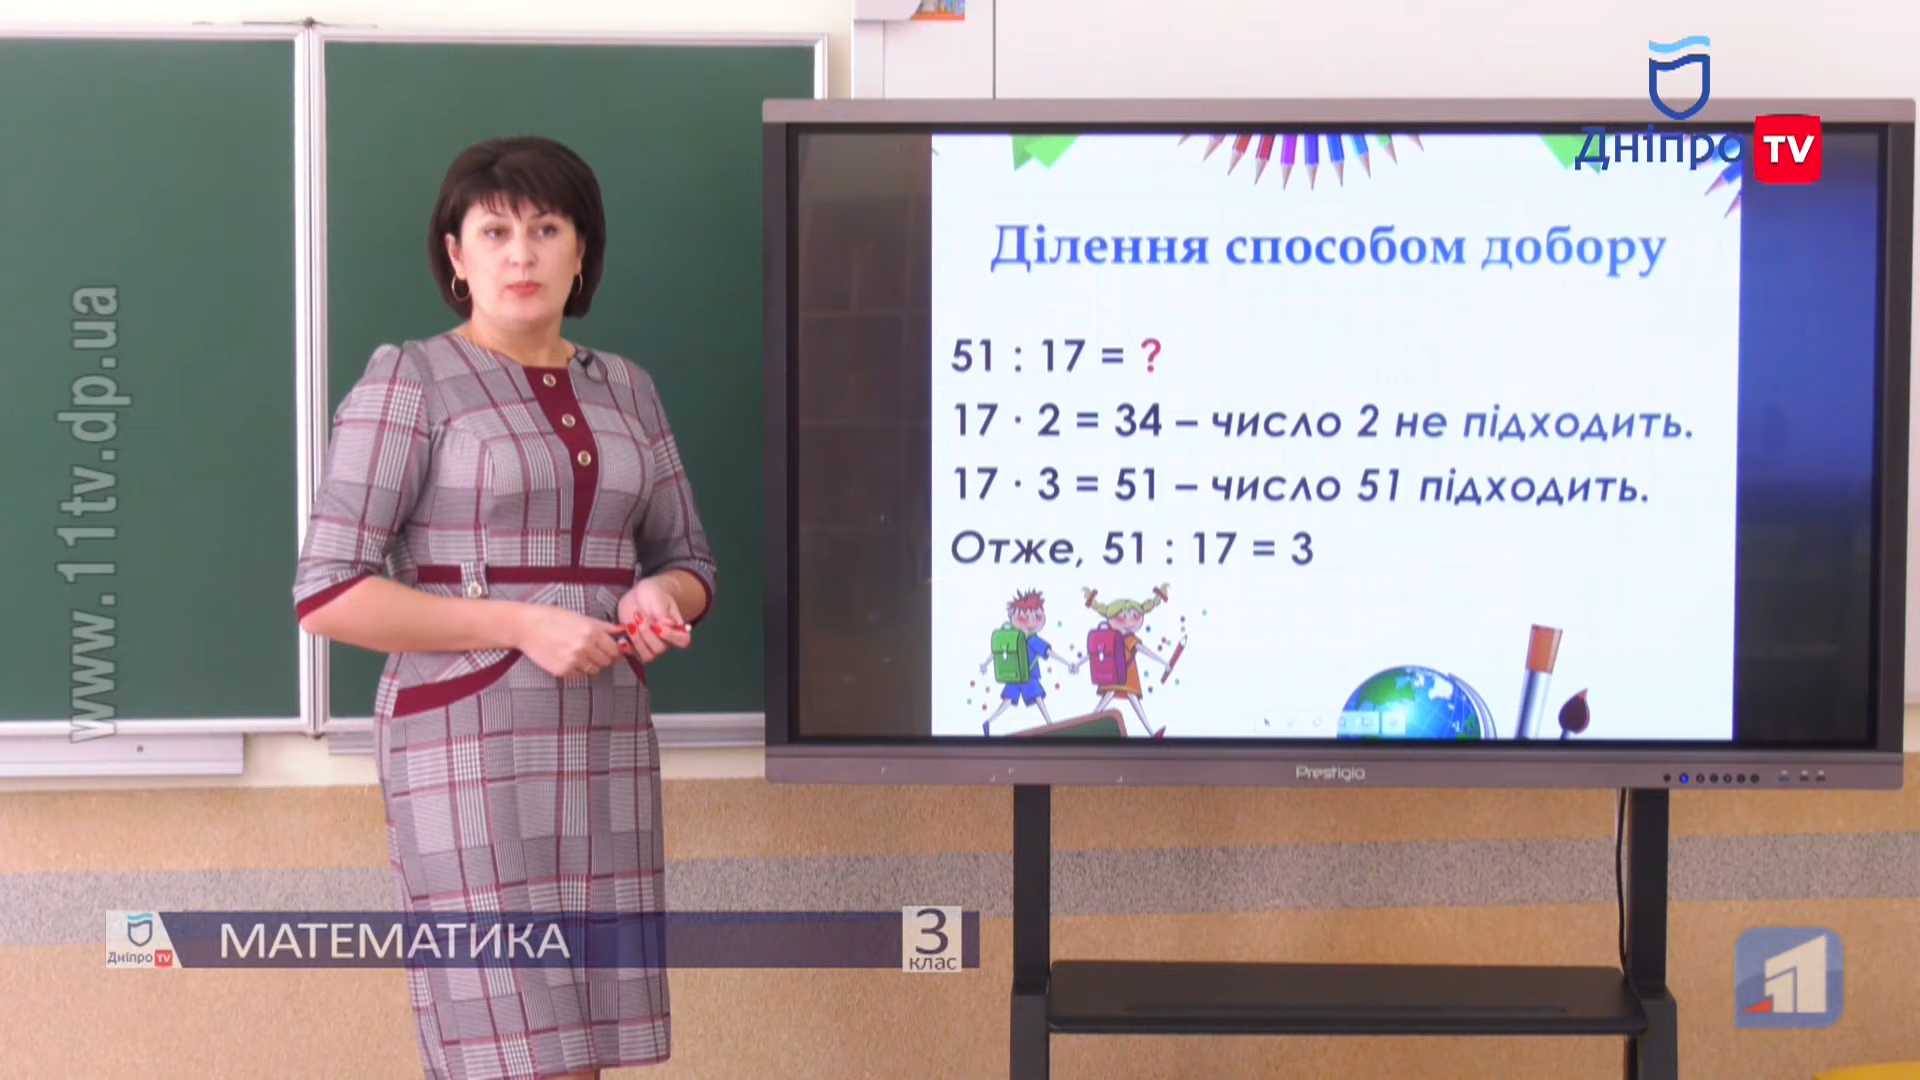 Дніпро TV
www.11tv.dp.ua
Ділення способом добору
51 : 17 = ?
17 · 2 = 34 – число 2 не підходить.
17 · 3 = 51 – число 51 підходить.
Отже, 51 : 17 = 3
Prestigio
Дніпро TV
МАТЕМАТИКА
3
клас
11